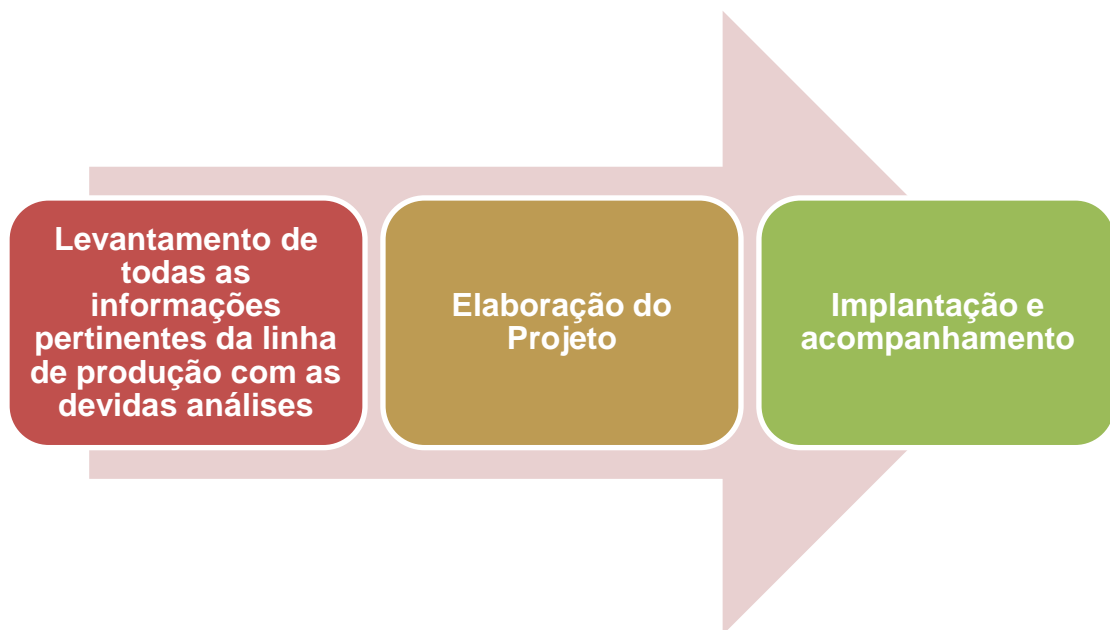 Levantamento de
todas as
informações
pertinentes da linha
de produção com as
devidas análises
Elaboração do
Projeto
Implantação e
acompanhamento